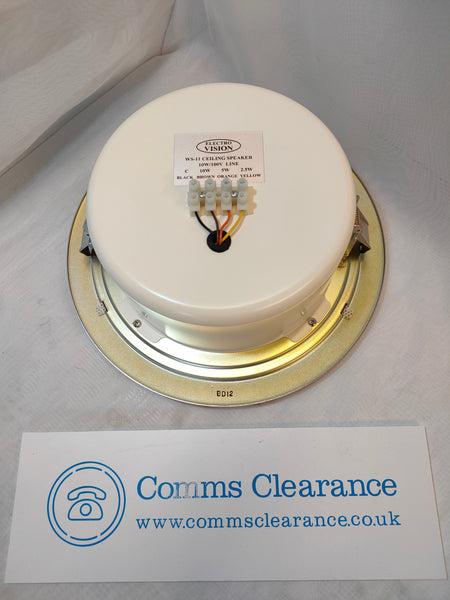 ELECTRO
VISION
WS-11 CEILING SPEAKER
10W/100V LINE
C 10W 5W 2.5W
BLACK BROWN ORANGE YELLOW
BD12
Comms Clearance
www.commsclearance.co.uk